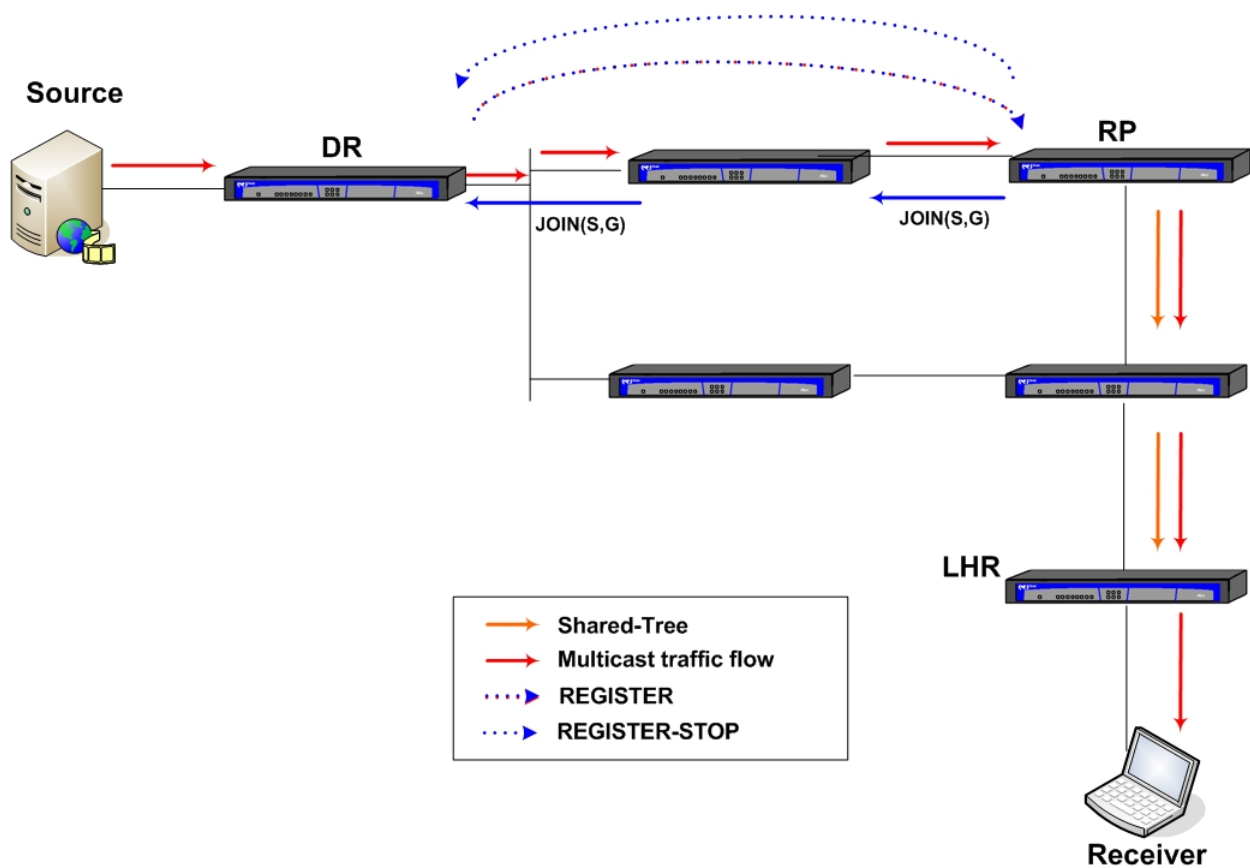 Source
DR
RP
JOIN(S,G)
JOIN(S,G)
LHR
Shared-Tree
Multicast traffic flow
REGISTER
REGISTER-STOP
Receiver